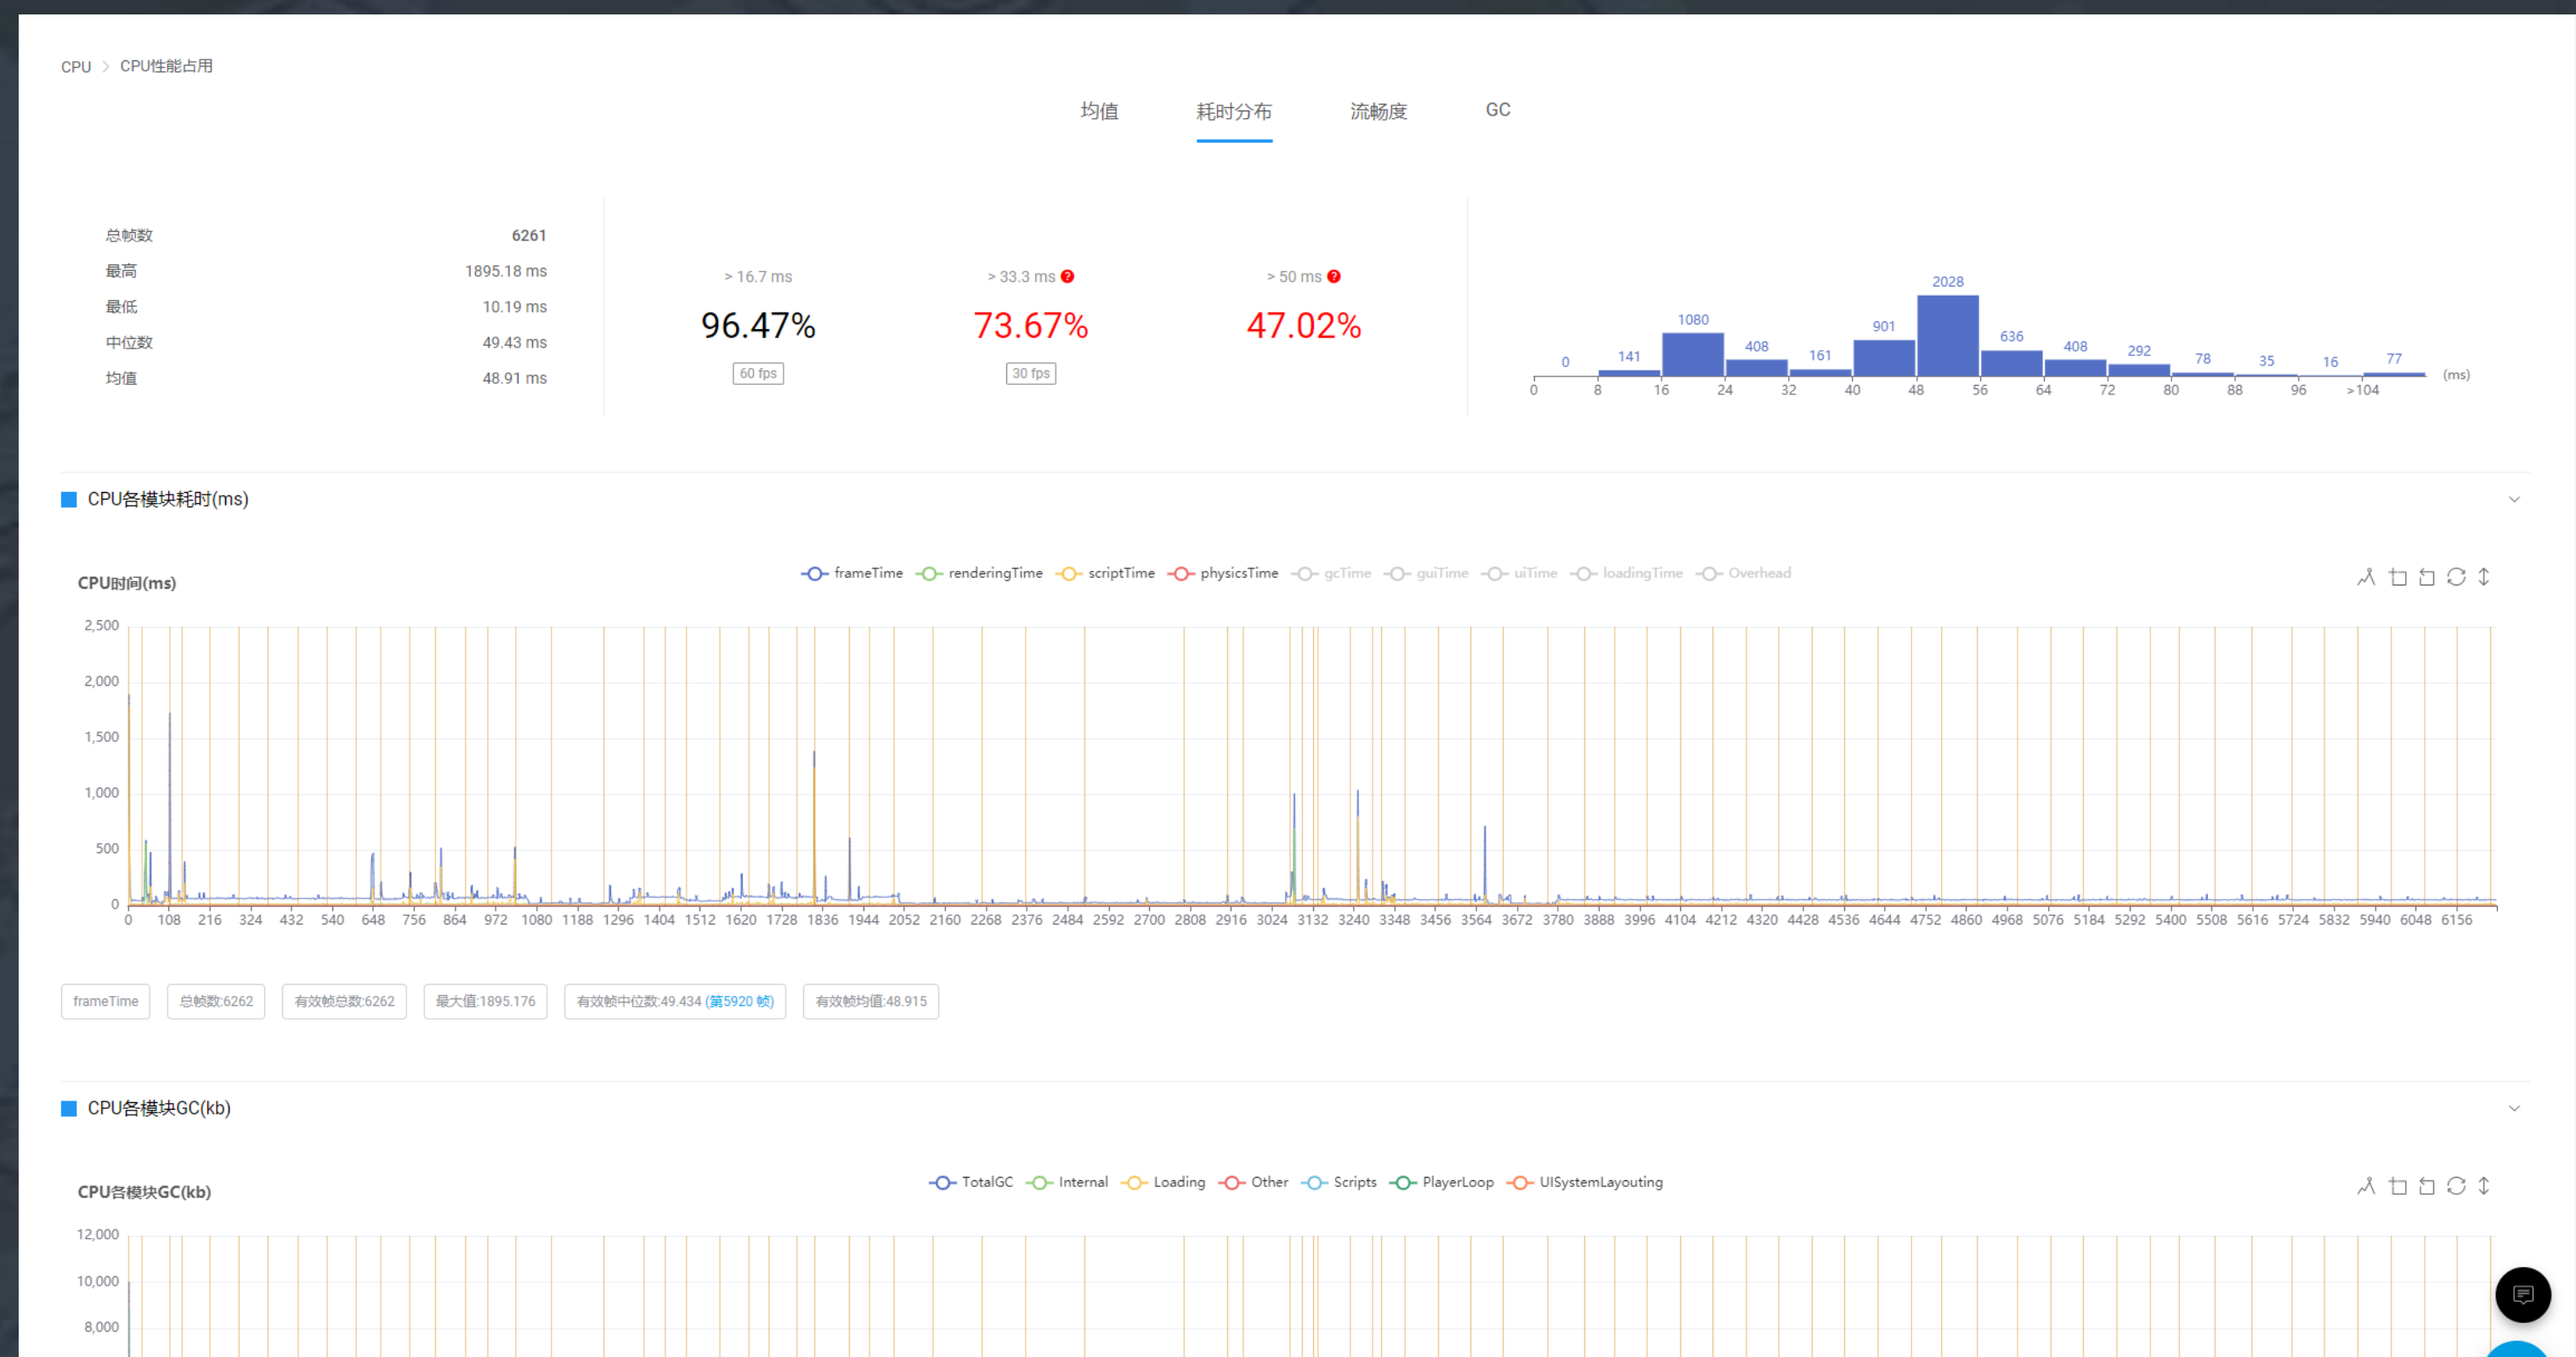 CPU > CPU性能占用
均值 耗时分布 流畅度 GC
总帧数 6261
最高 1895.18 ms
最低 10.19 ms
中位数 49.43 ms
均值 48.91 ms
> 16.7 ms > 33.3 ms ? > 50 ms ?
96.47% 73.67% 47.02%
60 fps 30 fps
0 141 1080 408 161 901 2028 636 408 292 78 35 16 77
0 8 16 24 32 40 48 56 64 72 80 88 96 >104 (ms)
CPU各模块耗时(ms)
CPU时间(ms)
frameTime renderingTime scriptTime physicsTime gcTime guiTime uiTime loadingTime Overhead
2,500
2,000
1,500
1,000
500
0
0 108 216 324 432 540 648 756 864 972 1080 1188 1296 1404 1512 1620 1728 1836 1944 2052 2160 2268 2376 2484 2592 2700 2808 2916 3024 3132 3240 3348 3456 3564 3672 3780 3888 3996 4104 4212 4320 4428 4536 4644 4752 4860 4968 5076 5184 5292 5400 5508 5616 5724 5832 5940 6048 6156
frameTime 总帧数:6262 有效帧总数:6262 最大值:1895.176 有效帧中位数:49.434 (第5920 帧) 有效帧均值:48.915
CPU各模块GC(kb)
CPU各模块GC(kb)
TotalGC Internal Loading Other Scripts PlayerLoop UISystemLayouting
12,000
10,000
8,000